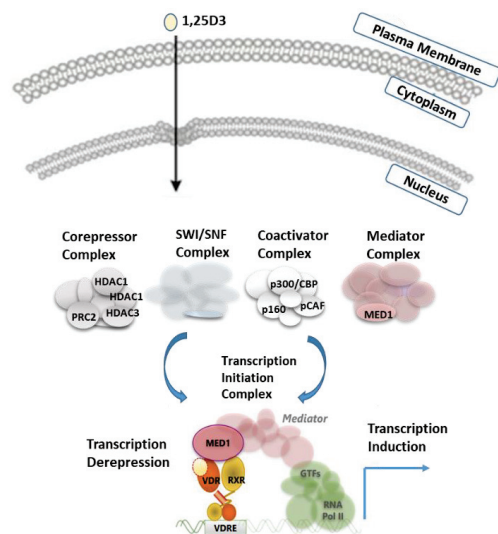 1,25D3
Plasma Membrane
Cytoplasm
Nucleus
Corepressor
Complex
SWI/SNF
Complex
Coactivator
Complex
Mediator
Complex
HDAC1
HDAC1
PRC2
HDAC3
p300/CBP
p160
pCAF
MED1
Transcription
Initiation
Complex
Mediator
Transcription
Derepression
MED1
VDR
RXR
GTFs
RNA
Pol II
VDRE
Transcription
Induction